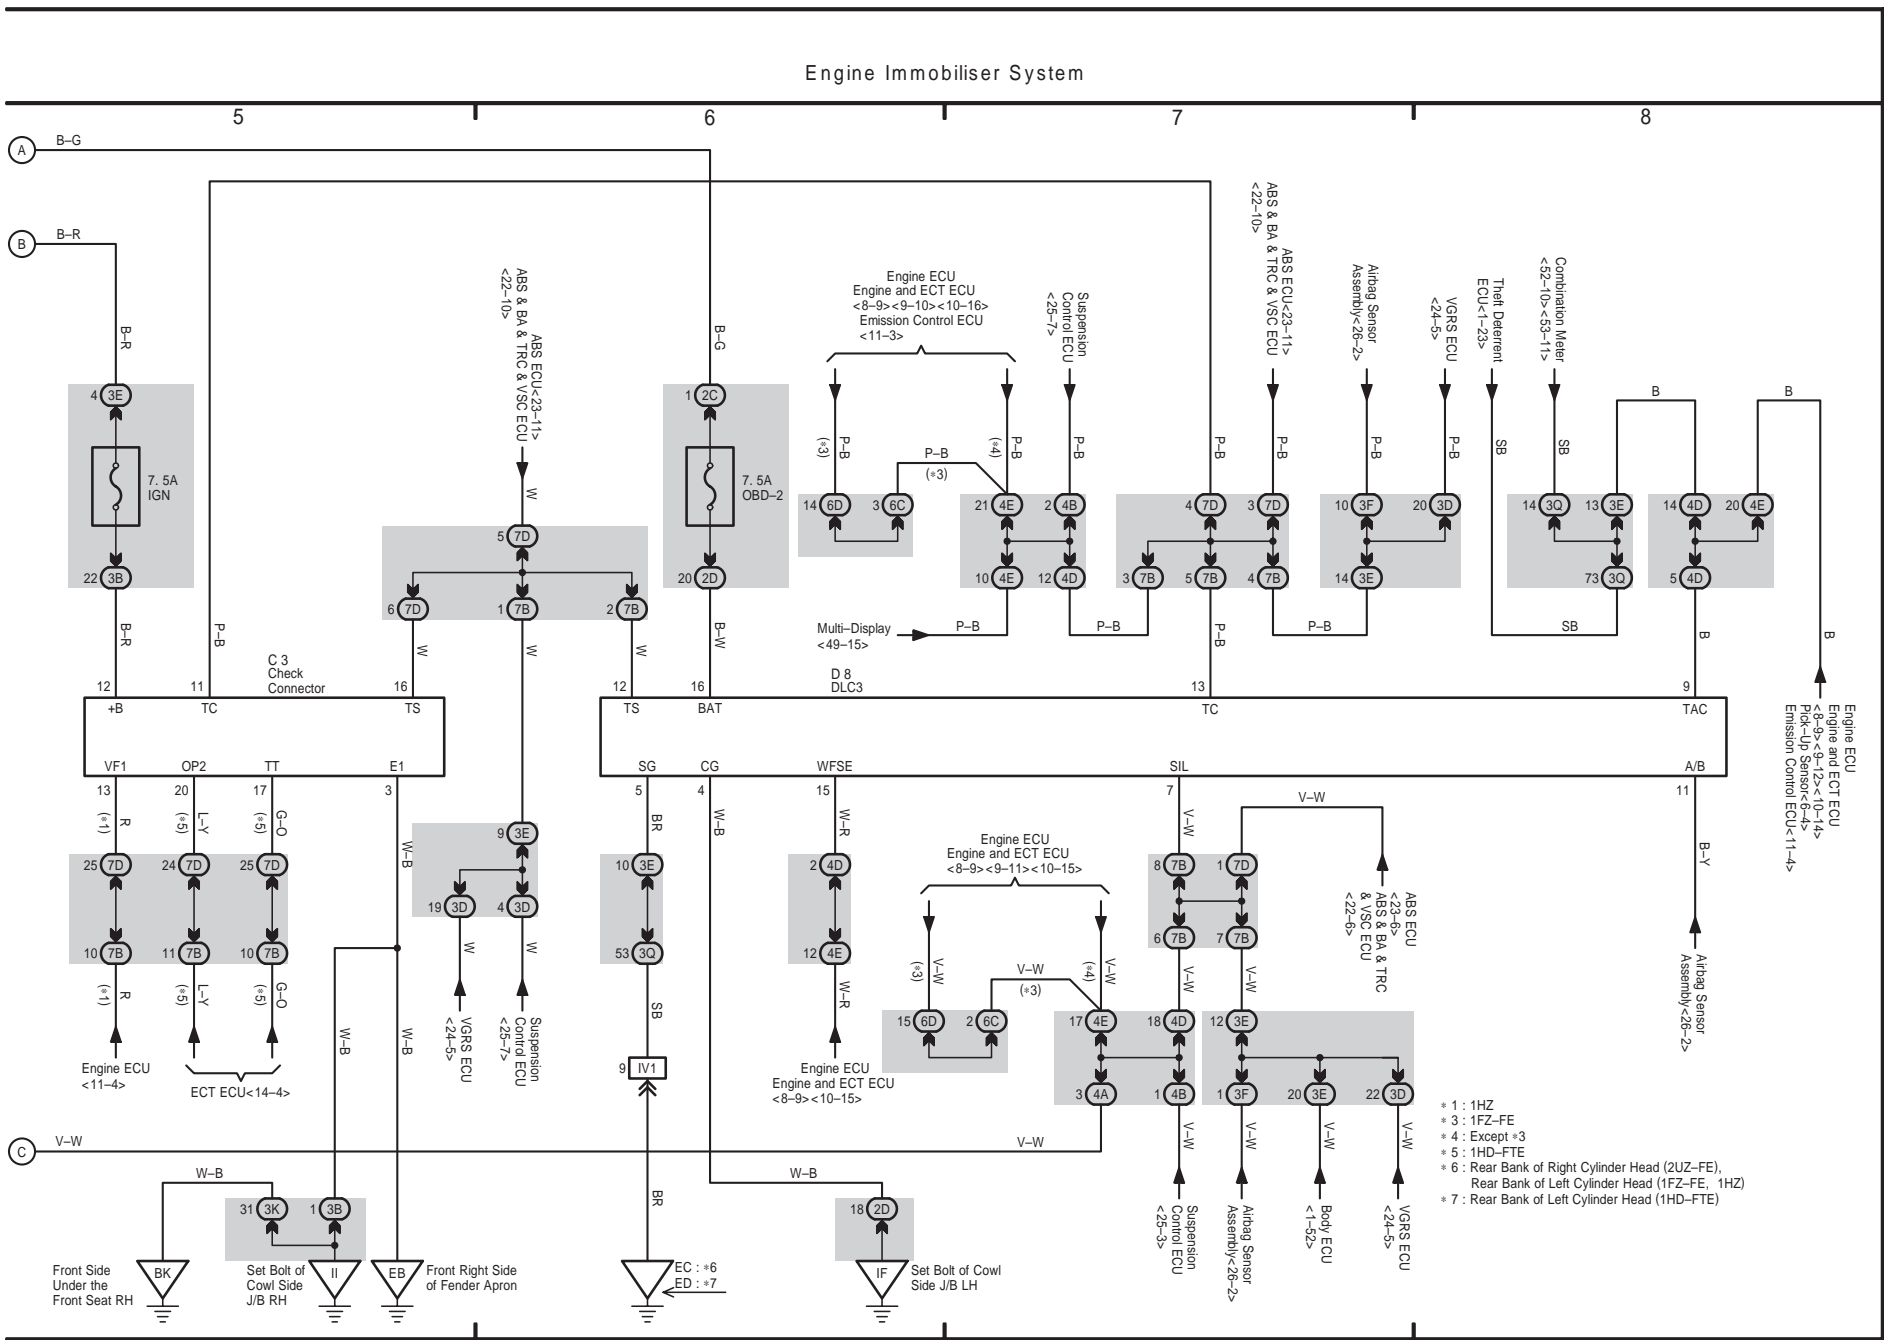 Engine Immobiliser System
5
6
7
8
A
B–G
B
B–R
B–R
4
3E
7. 5A
IGN
22
3B
B–R
P–B
C 3
Check
Connector
ABS ECU<23–11>
ABS & BA & TRC & VSC ECU
<22–10>
W
5
7D
6
7D
1
7B
2
7B
W
W
W
B–G
1
2C
7. 5A
OBD–2
20
2D
B–W
Engine ECU
Engine and ECT ECU
<8–9><9–10><10–16>
Emission Control ECU
<11–3>
P–B
(∗3)
P–B
(∗3)
P–B
(∗4)
14
6D
3
6C
Suspension
Control ECU
<25–7>
P–B
21
4E
2
4B
10
4E
12
4D
Multi–Display
<49–15>
P–B
P–B
P–B
ABS ECU<23–11>
ABS & BA & TRC & VSC ECU
<22–10>
P–B
4
7D
3
7D
3
7B
5
7B
4
7B
P–B
P–B
Airbag Sensor
Assembly<26–2>
P–B
VGRS ECU
<24–5>
P–B
10
3F
20
3D
14
3E
Theft Deterrent
ECU<1–23>
SB
Combination Meter
<52–10><53–11>
SB
B
B
14
3Q
13
3E
73
3Q
SB
14
4D
20
4E
5
4D
B
B
Engine ECU
Engine and ECT ECU
<8–9><9–12><10–14>
Pick–Up Sensor<6–4>
Emission Control ECU<11–4>
12
11
16
+B
TC
TS
VF1
OP2
TT
E1
13
20
17
3
D 8
DLC3
12
16
13
9
TS
BAT
TC
TAC
SG
CG
WFSE
SIL
A/B
5
4
15
7
11
R
(∗1)
L–Y
(∗5)
G–O
(∗5)
W–B
25
7D
24
7D
25
7D
10
7B
11
7B
10
7B
R
(∗1)
L–Y
(∗5)
G–O
(∗5)
Engine ECU
<11–4>
ECT ECU<14–4>
W–B
W–B
9
3E
19
3D
4
3D
W
W
VGRS ECU
<24–5>
Suspension
Control ECU
<25–7>
BR
10
3E
53
3Q
SB
9
IV1
BR
W–B
W–R
2
4D
12
4E
W–R
Engine ECU
Engine and ECT ECU
<8–9><10–15>
Engine ECU
Engine and ECT ECU
<8–9><9–11><10–15>
V–W
(∗3)
V–W
(∗3)
V–W
(∗4)
15
6D
2
6C
V–W
V–W
8
7B
1
7D
6
7B
7
7B
V–W
V–W
ABS ECU
<23–6>
ABS & BA & TRC
& VSC ECU
<22–6>
17
4E
18
4D
3
4A
1
4B
12
3E
1
3F
20
3E
22
3D
V–W
V–W
V–W
V–W
Suspension
Control ECU
<25–3>
Airbag Sensor
Assembly<26–2>
Body ECU
<1–52>
VGRS ECU
<24–5>
B–Y
Airbag Sensor
Assembly<26–2>
∗ 1 : 1HZ
∗ 3 : 1FZ–FE
∗ 4 : Except ∗3
∗ 5 : 1HD–FTE
∗ 6 : Rear Bank of Right Cylinder Head (2UZ–FE),
Rear Bank of Left Cylinder Head (1FZ–FE, 1HZ)
∗ 7 : Rear Bank of Left Cylinder Head (1HD–FTE)
C
V–W
V–W
W–B
31
3K
1
3B
W–B
18
2D
Front Side
Under the
Front Seat RH
BK
Set Bolt of
Cowl Side
J/B RH
II
EB
Front Right Side
of Fender Apron
EC : ∗6
ED : ∗7
IF
Set Bolt of Cowl
Side J/B LH